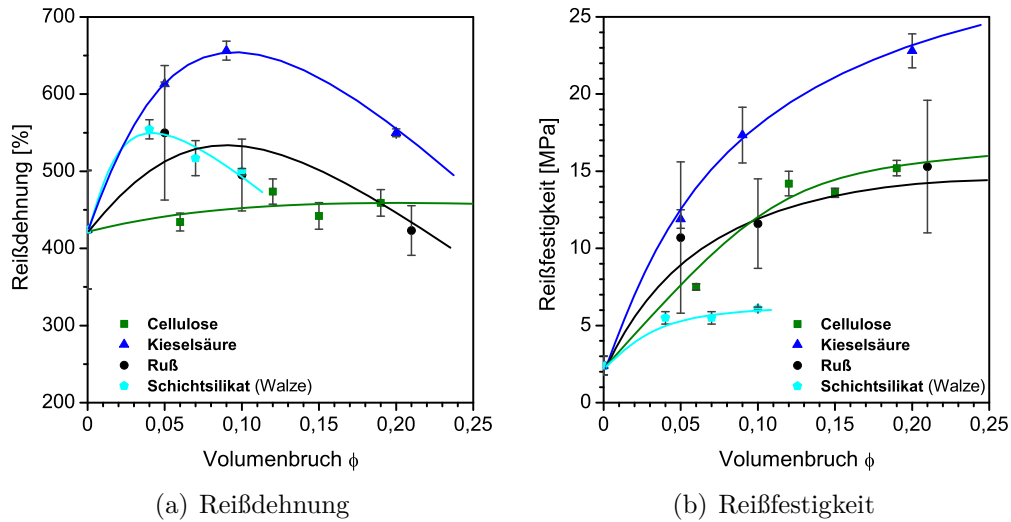 700
600
500
400
300
200
Reißdehnung [%]
Cellulose
Kieselsäure
Ruß
Schichtsilikat (Walze)
0
0,05
0,10
0,15
0,20
0,25
Volumenbruch ϕ
(a) Reißdehnung
25
20
15
10
5
0
Reißfestigkeit [MPa]
Cellulose
Kieselsäure
Ruß
Schichtsilikat (Walze)
0
0,05
0,10
0,15
0,20
0,25
Volumenbruch ϕ
(b) Reißfestigkeit